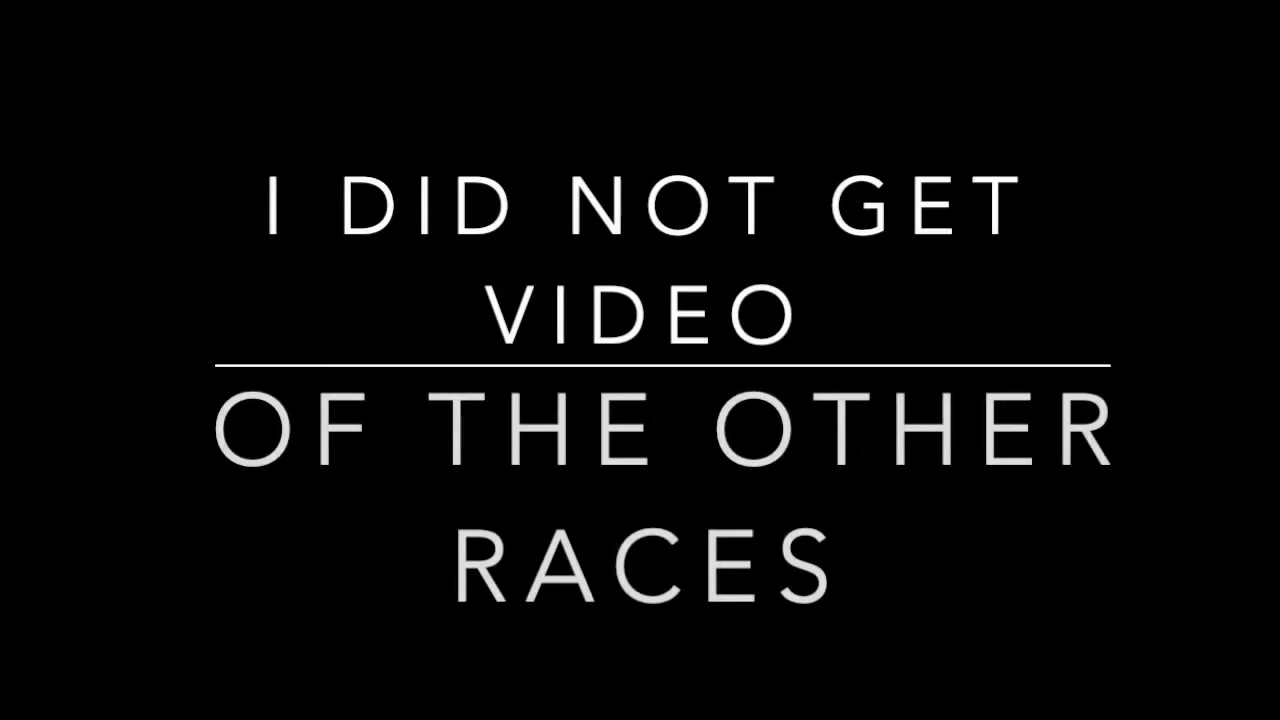 I DID NOT GET
VIDEO
OF THE OTHER
RACES